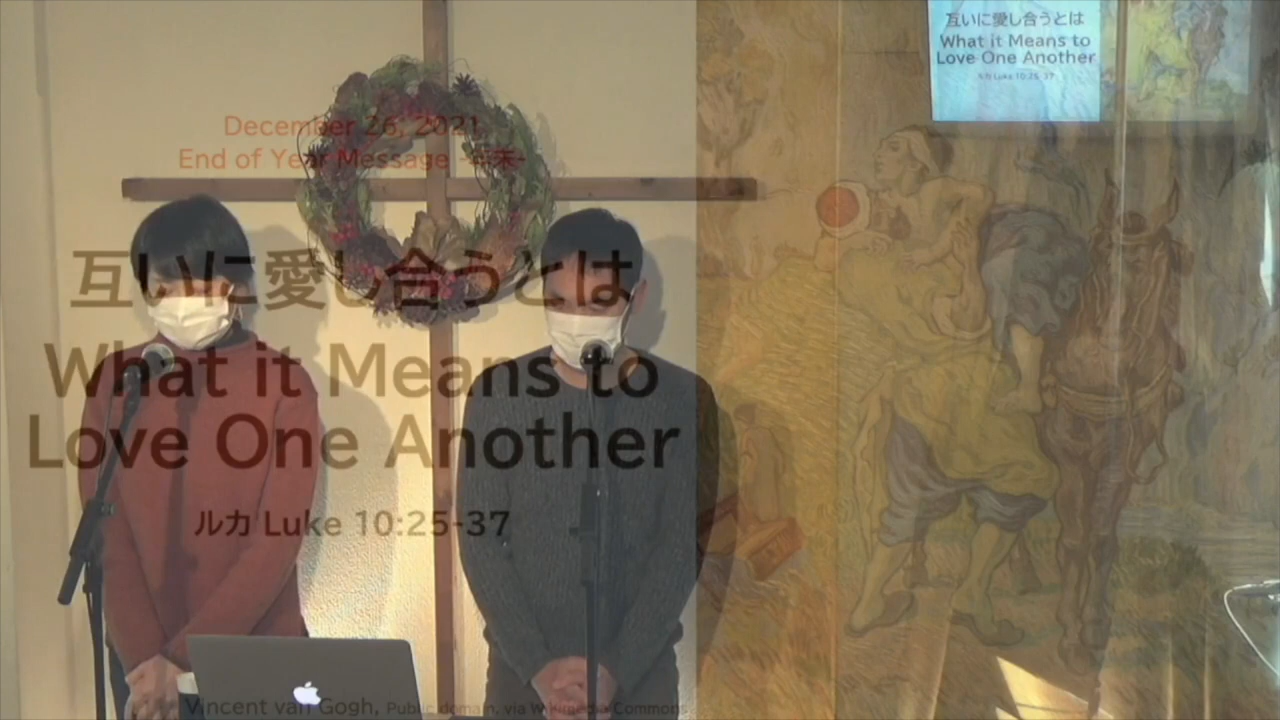 December 26, 2021
End of Year Message -年末-
互いに愛し合うとは
What it Means to
Love One Another
ルカ Luke 10:25-37
Vincent van Gogh, Public domain, via Wikimedia Commons
互いに愛し合うとは
What it Means to
Love One Another
ルカ Luke 10:25-37